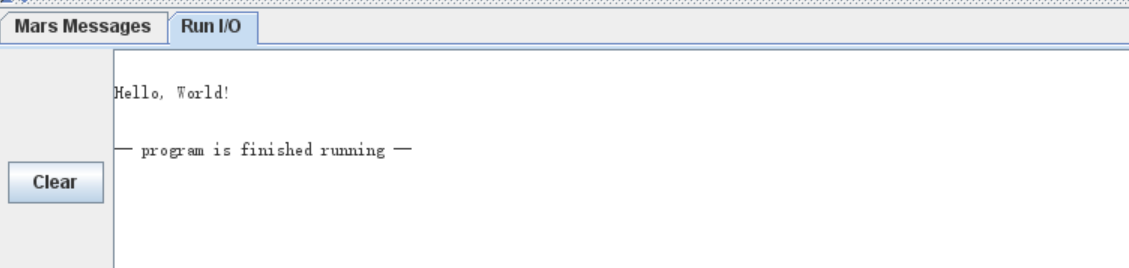 Mars Messages Run I/O
Hello, World!
— program is finished running —
Clear